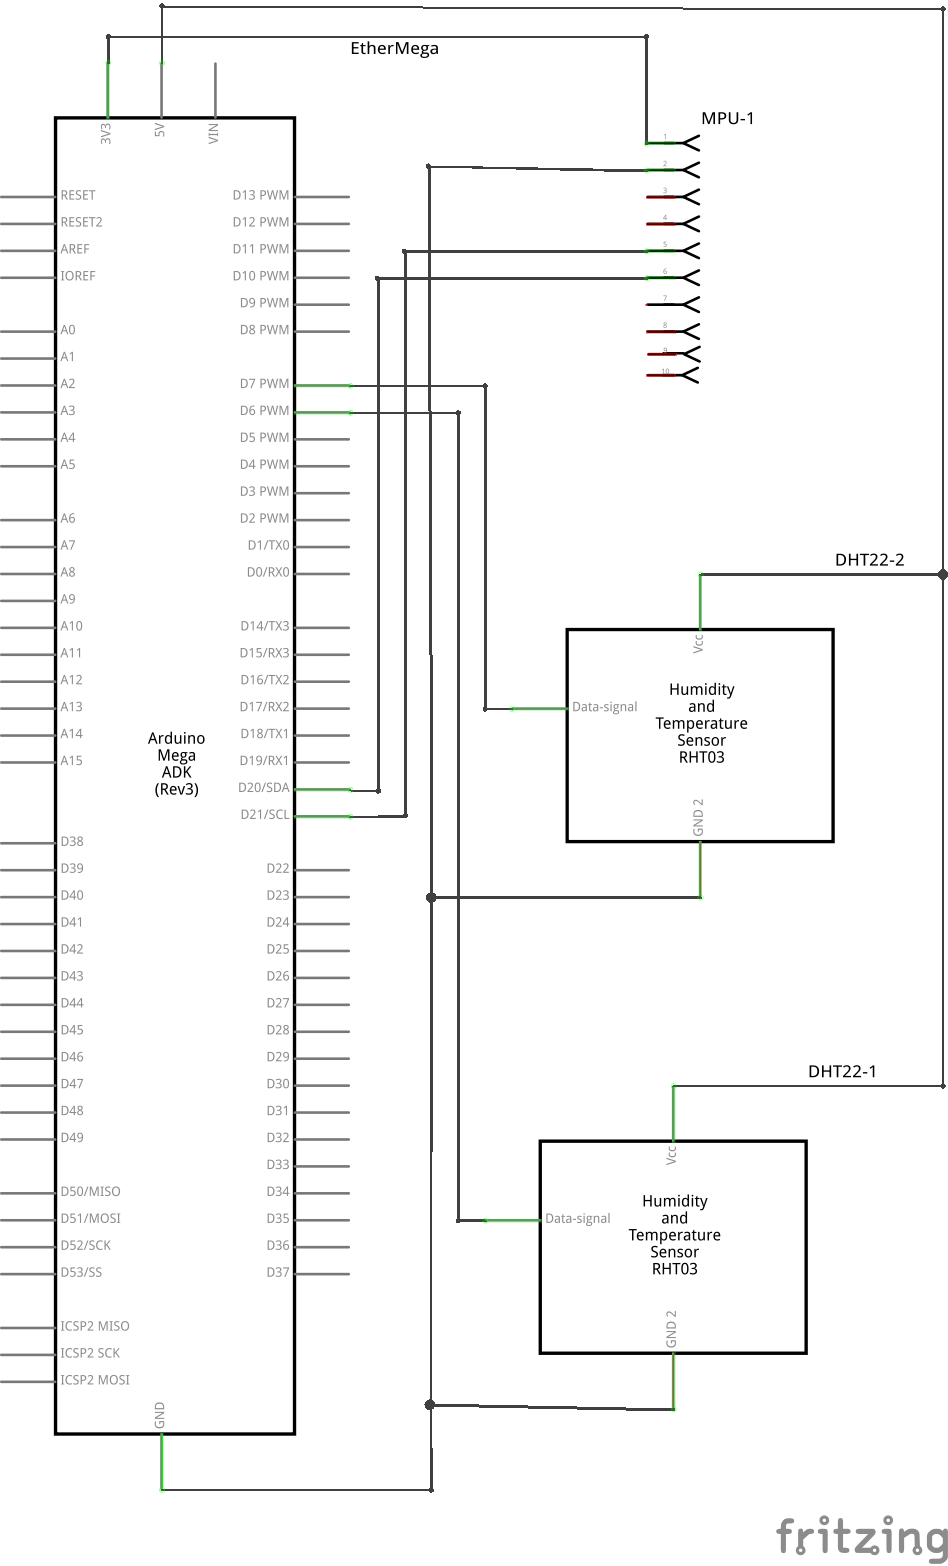 EtherMega
3V3
5V
VIN
MPU-1
1
2
3
4
5
6
7
8
9
10
RESET
D13 PWM
RESET2
D12 PWM
AREF
D11 PWM
IOREF
D10 PWM
D9 PWM
A0
D8 PWM
A1
A2
D7 PWM
A3
D6 PWM
A4
D5 PWM
A5
D4 PWM
D3 PWM
A6
D2 PWM
A7
D1/TX0
A8
D0/RX0
A9
A10
D14/TX3
A11
D15/RX3
A12
D16/TX2
A13
D17/RX2
A14
D18/TX1
A15
D19/RX1
Arduino
Mega
ADK
(Rev3)
D20/SDA
D21/SCL
D38
D39
D22
D40
D23
D41
D24
D42
D25
D43
D26
D44
D27
D45
D28
D46
D29
D47
D30
D48
D31
D49
D32
D33
D50/MISO
D34
D51/MOSI
D35
D52/SCK
D36
D53/SS
D37
ICSP2 MISO
ICSP2 SCK
ICSP2 MOSI
GND
DHT22-2
Vcc
Humidity
and
Temperature
Sensor
RHT03
Data-signal
GND 2
DHT22-1
Vcc
Humidity
and
Temperature
Sensor
RHT03
Data-signal
GND 2
fritzing